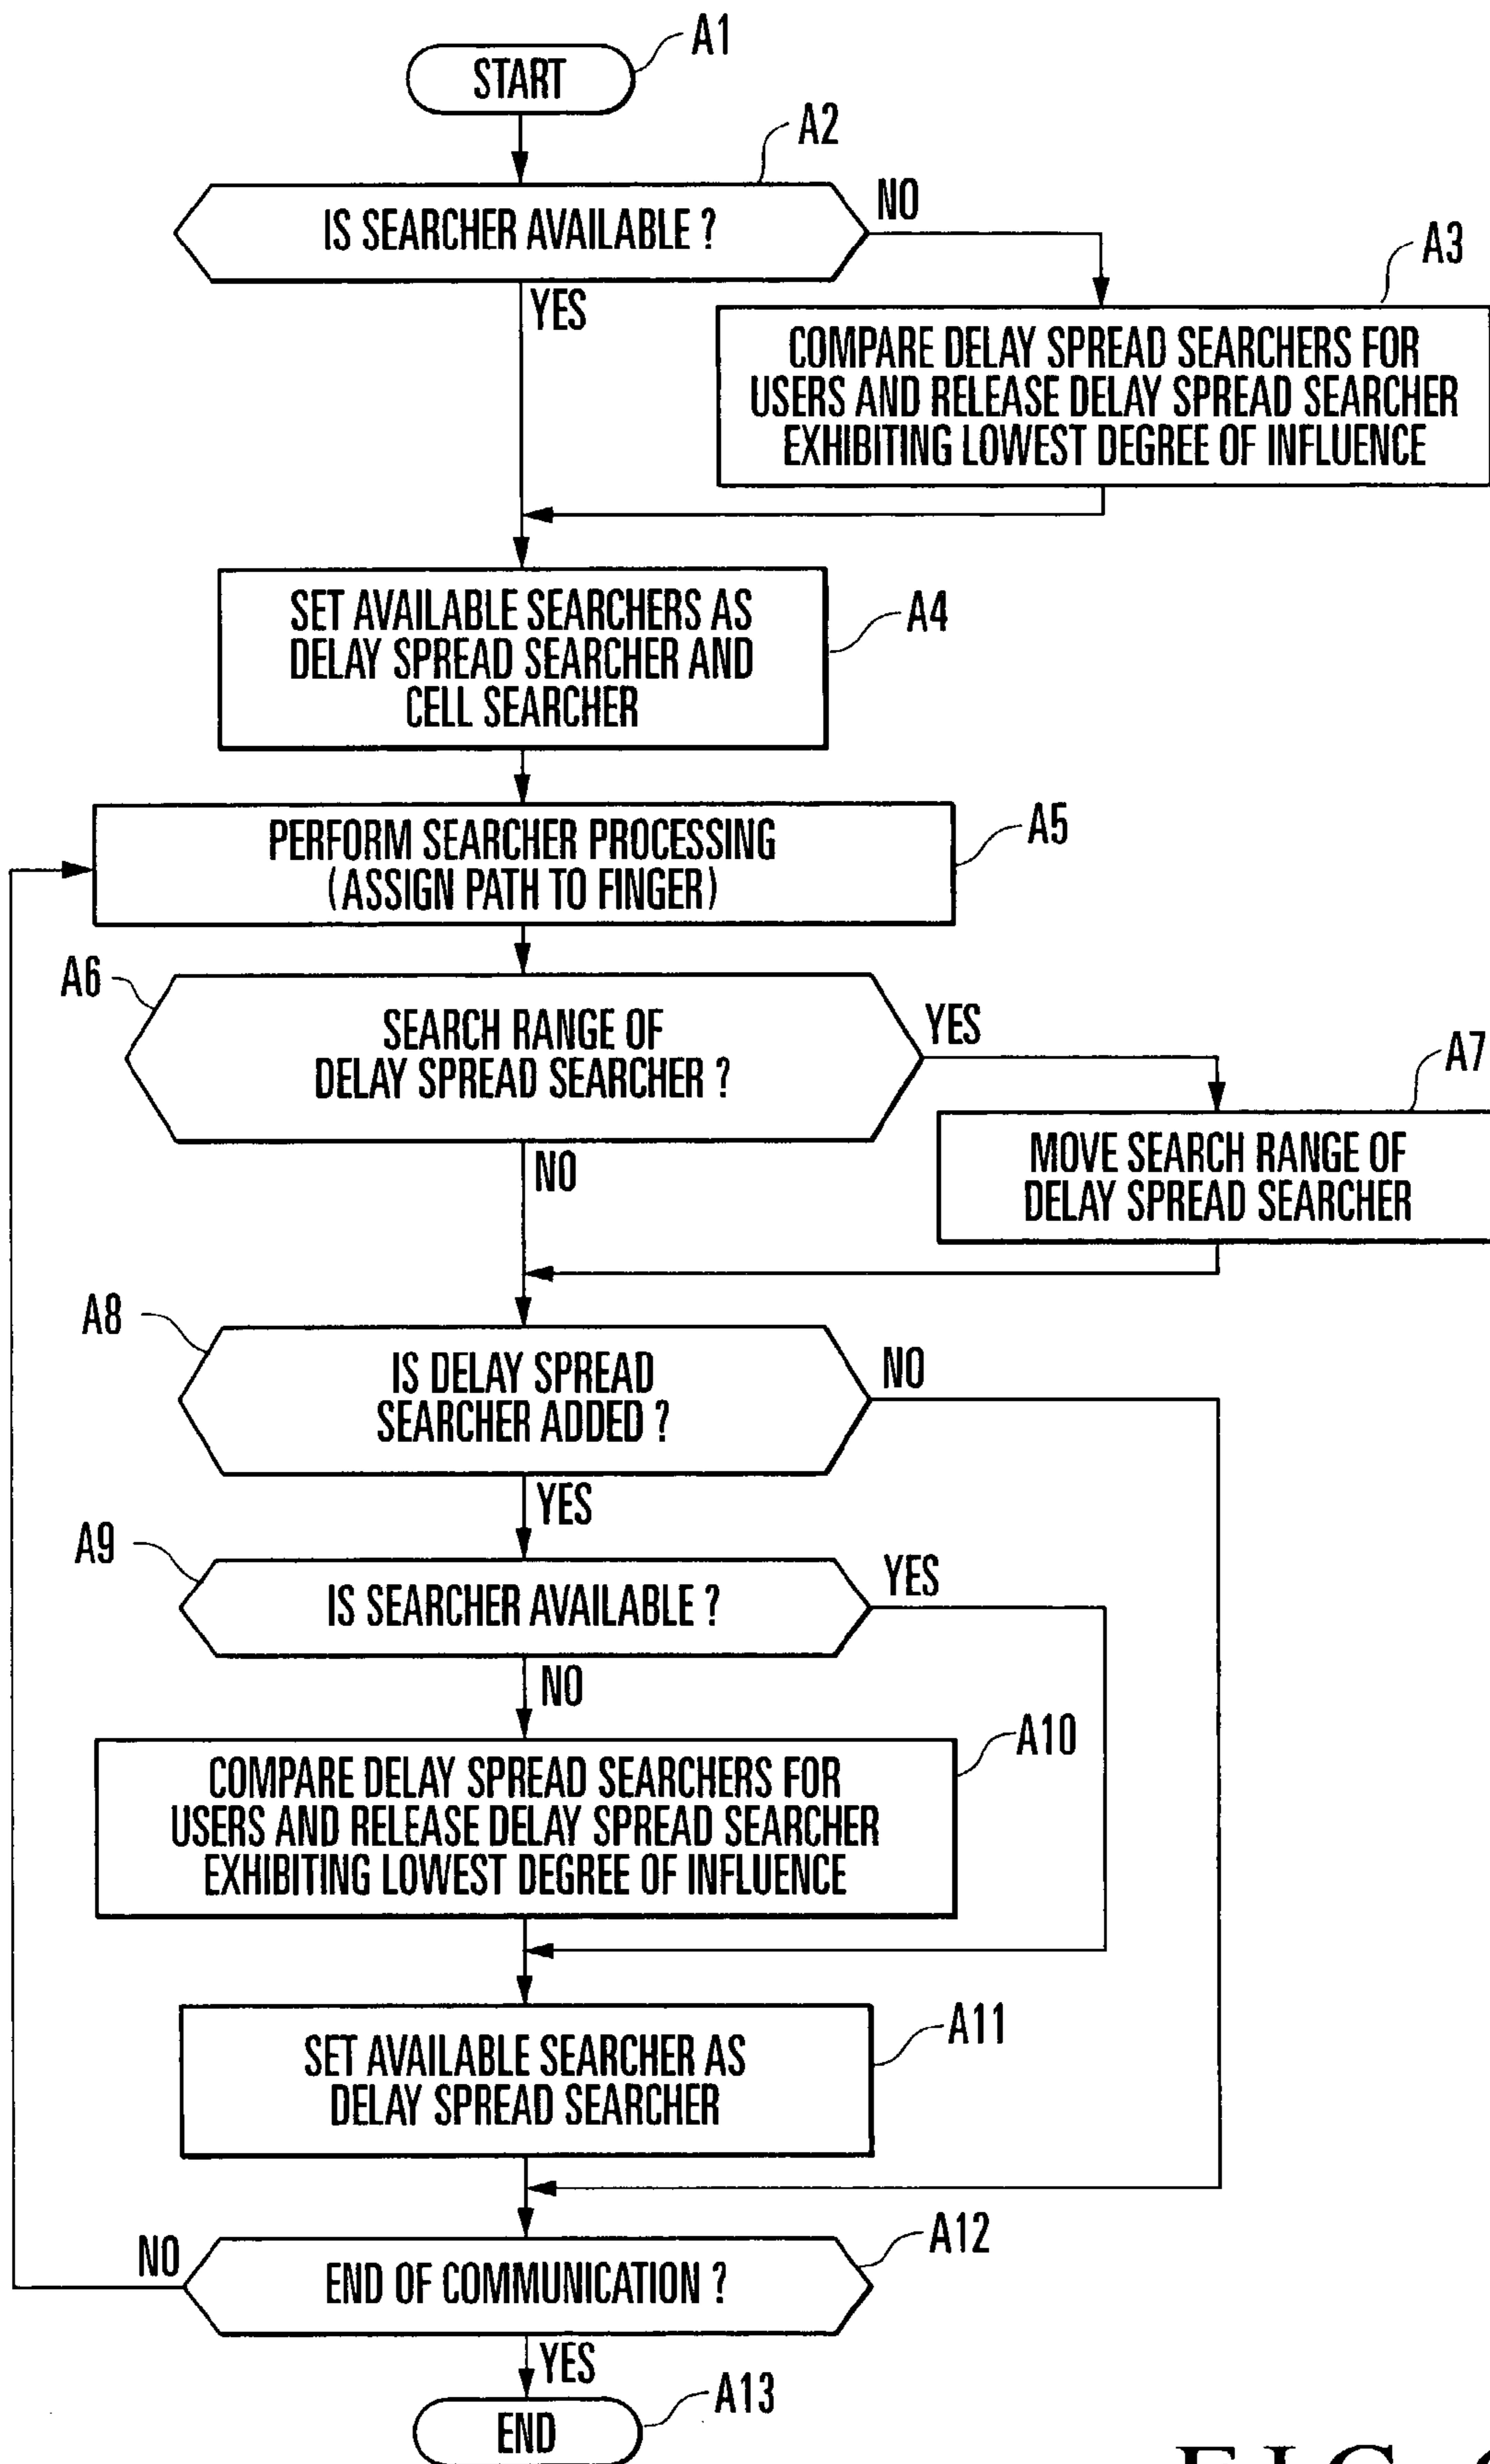 A1
START
A2
IS SEARCHER AVAILABLE ?
NO
YES
A3
COMPARE DELAY SPREAD SEARCHERS FOR
USERS AND RELEASE DELAY SPREAD SEARCHER
EXHIBITING LOWEST DEGREE OF INFLUENCE
SET AVAILABLE SEARCHERS AS
DELAY SPREAD SEARCHER AND
CELL SEARCHER
A4
PERFORM SEARCHER PROCESSING
(ASSIGN PATH TO FINGER)
A5
A6
SEARCH RANGE OF
DELAY SPREAD SEARCHER ?
YES
NO
A7
MOVE SEARCH RANGE OF
DELAY SPREAD SEARCHER
A8
IS DELAY SPREAD
SEARCHER ADDED ?
NO
YES
A9
IS SEARCHER AVAILABLE ?
YES
NO
A10
COMPARE DELAY SPREAD SEARCHERS FOR
USERS AND RELEASE DELAY SPREAD SEARCHER
EXHIBITING LOWEST DEGREE OF INFLUENCE
A11
SET AVAILABLE SEARCHER AS
DELAY SPREAD SEARCHER
A12
NO
END OF COMMUNICATION ?
YES
A13
END
FIG